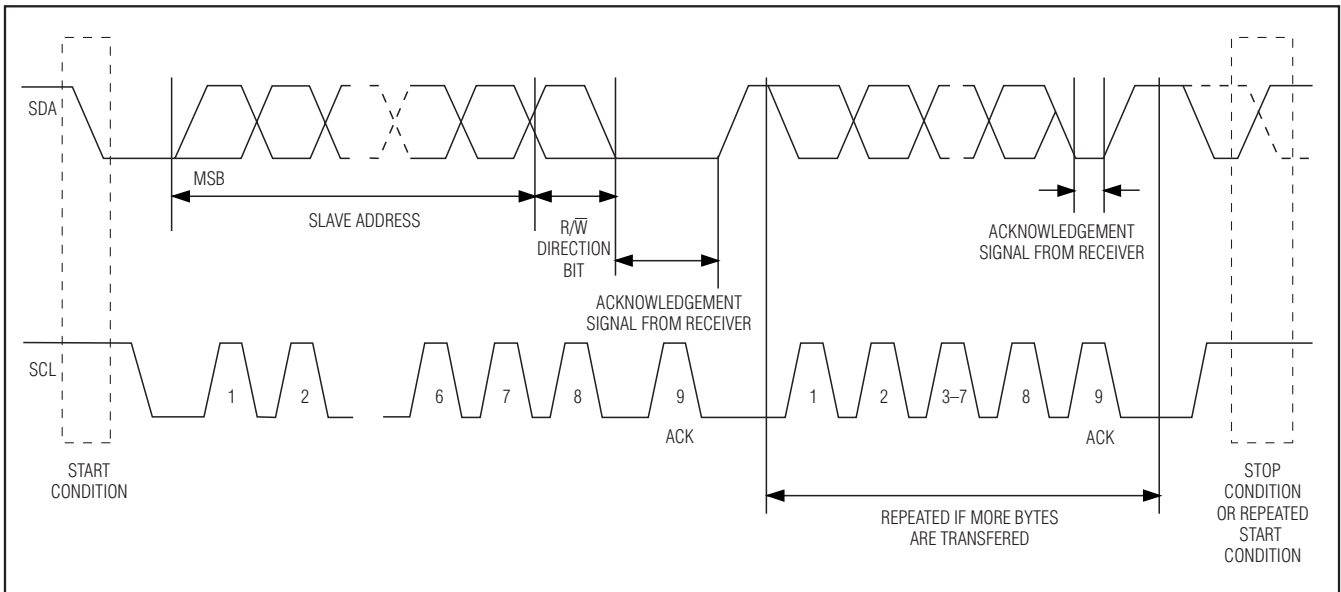 SDA
MSB
SLAVE ADDRESS
R/W̅
DIRECTION
BIT
ACKNOWLEDGEMENT
SIGNAL FROM RECEIVER
ACKNOWLEDGEMENT
SIGNAL FROM RECEIVER
SCL
1
2
6
7
8
9
ACK
1
2
3–7
8
9
ACK
START
CONDITION
REPEATED IF MORE BYTES
ARE TRANSFERED
STOP
CONDITION
OR REPEATED
START
CONDITION